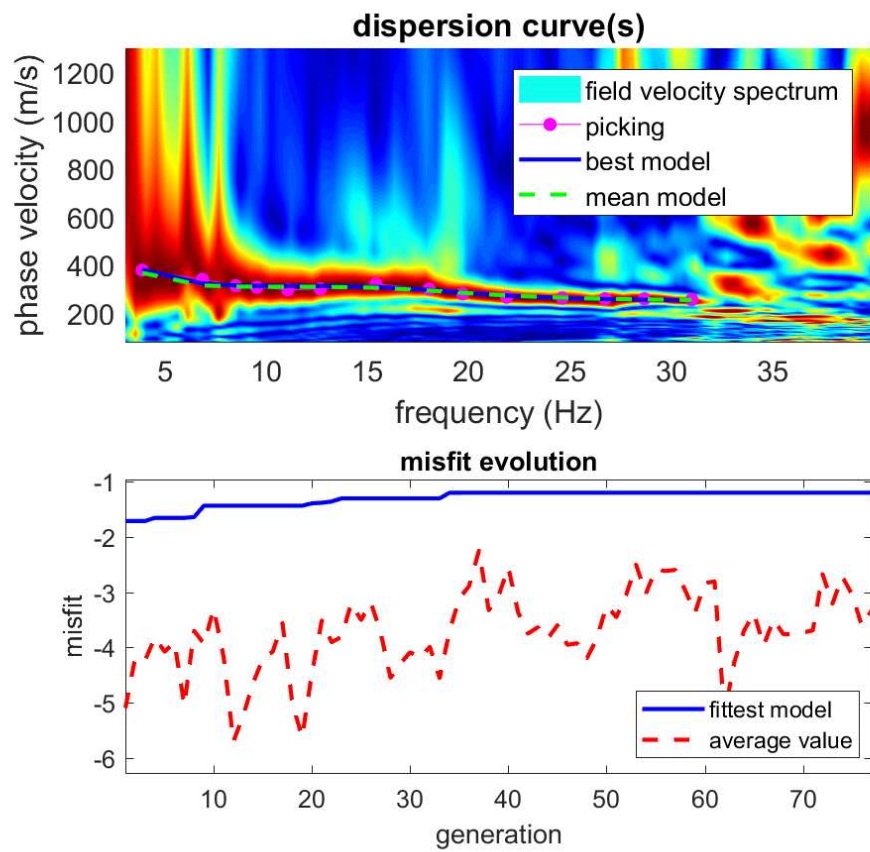 dispersion curve(s)
1200
1000
800
600
400
200
phase velocity (m/s)
field velocity spectrum
picking
best model
mean model
5 10 15 20 25 30 35
frequency (Hz)
misfit evolution
-1
-2
-3
-4
-5
-6
misfit
fittest model
average value
10 20 30 40 50 60 70
generation